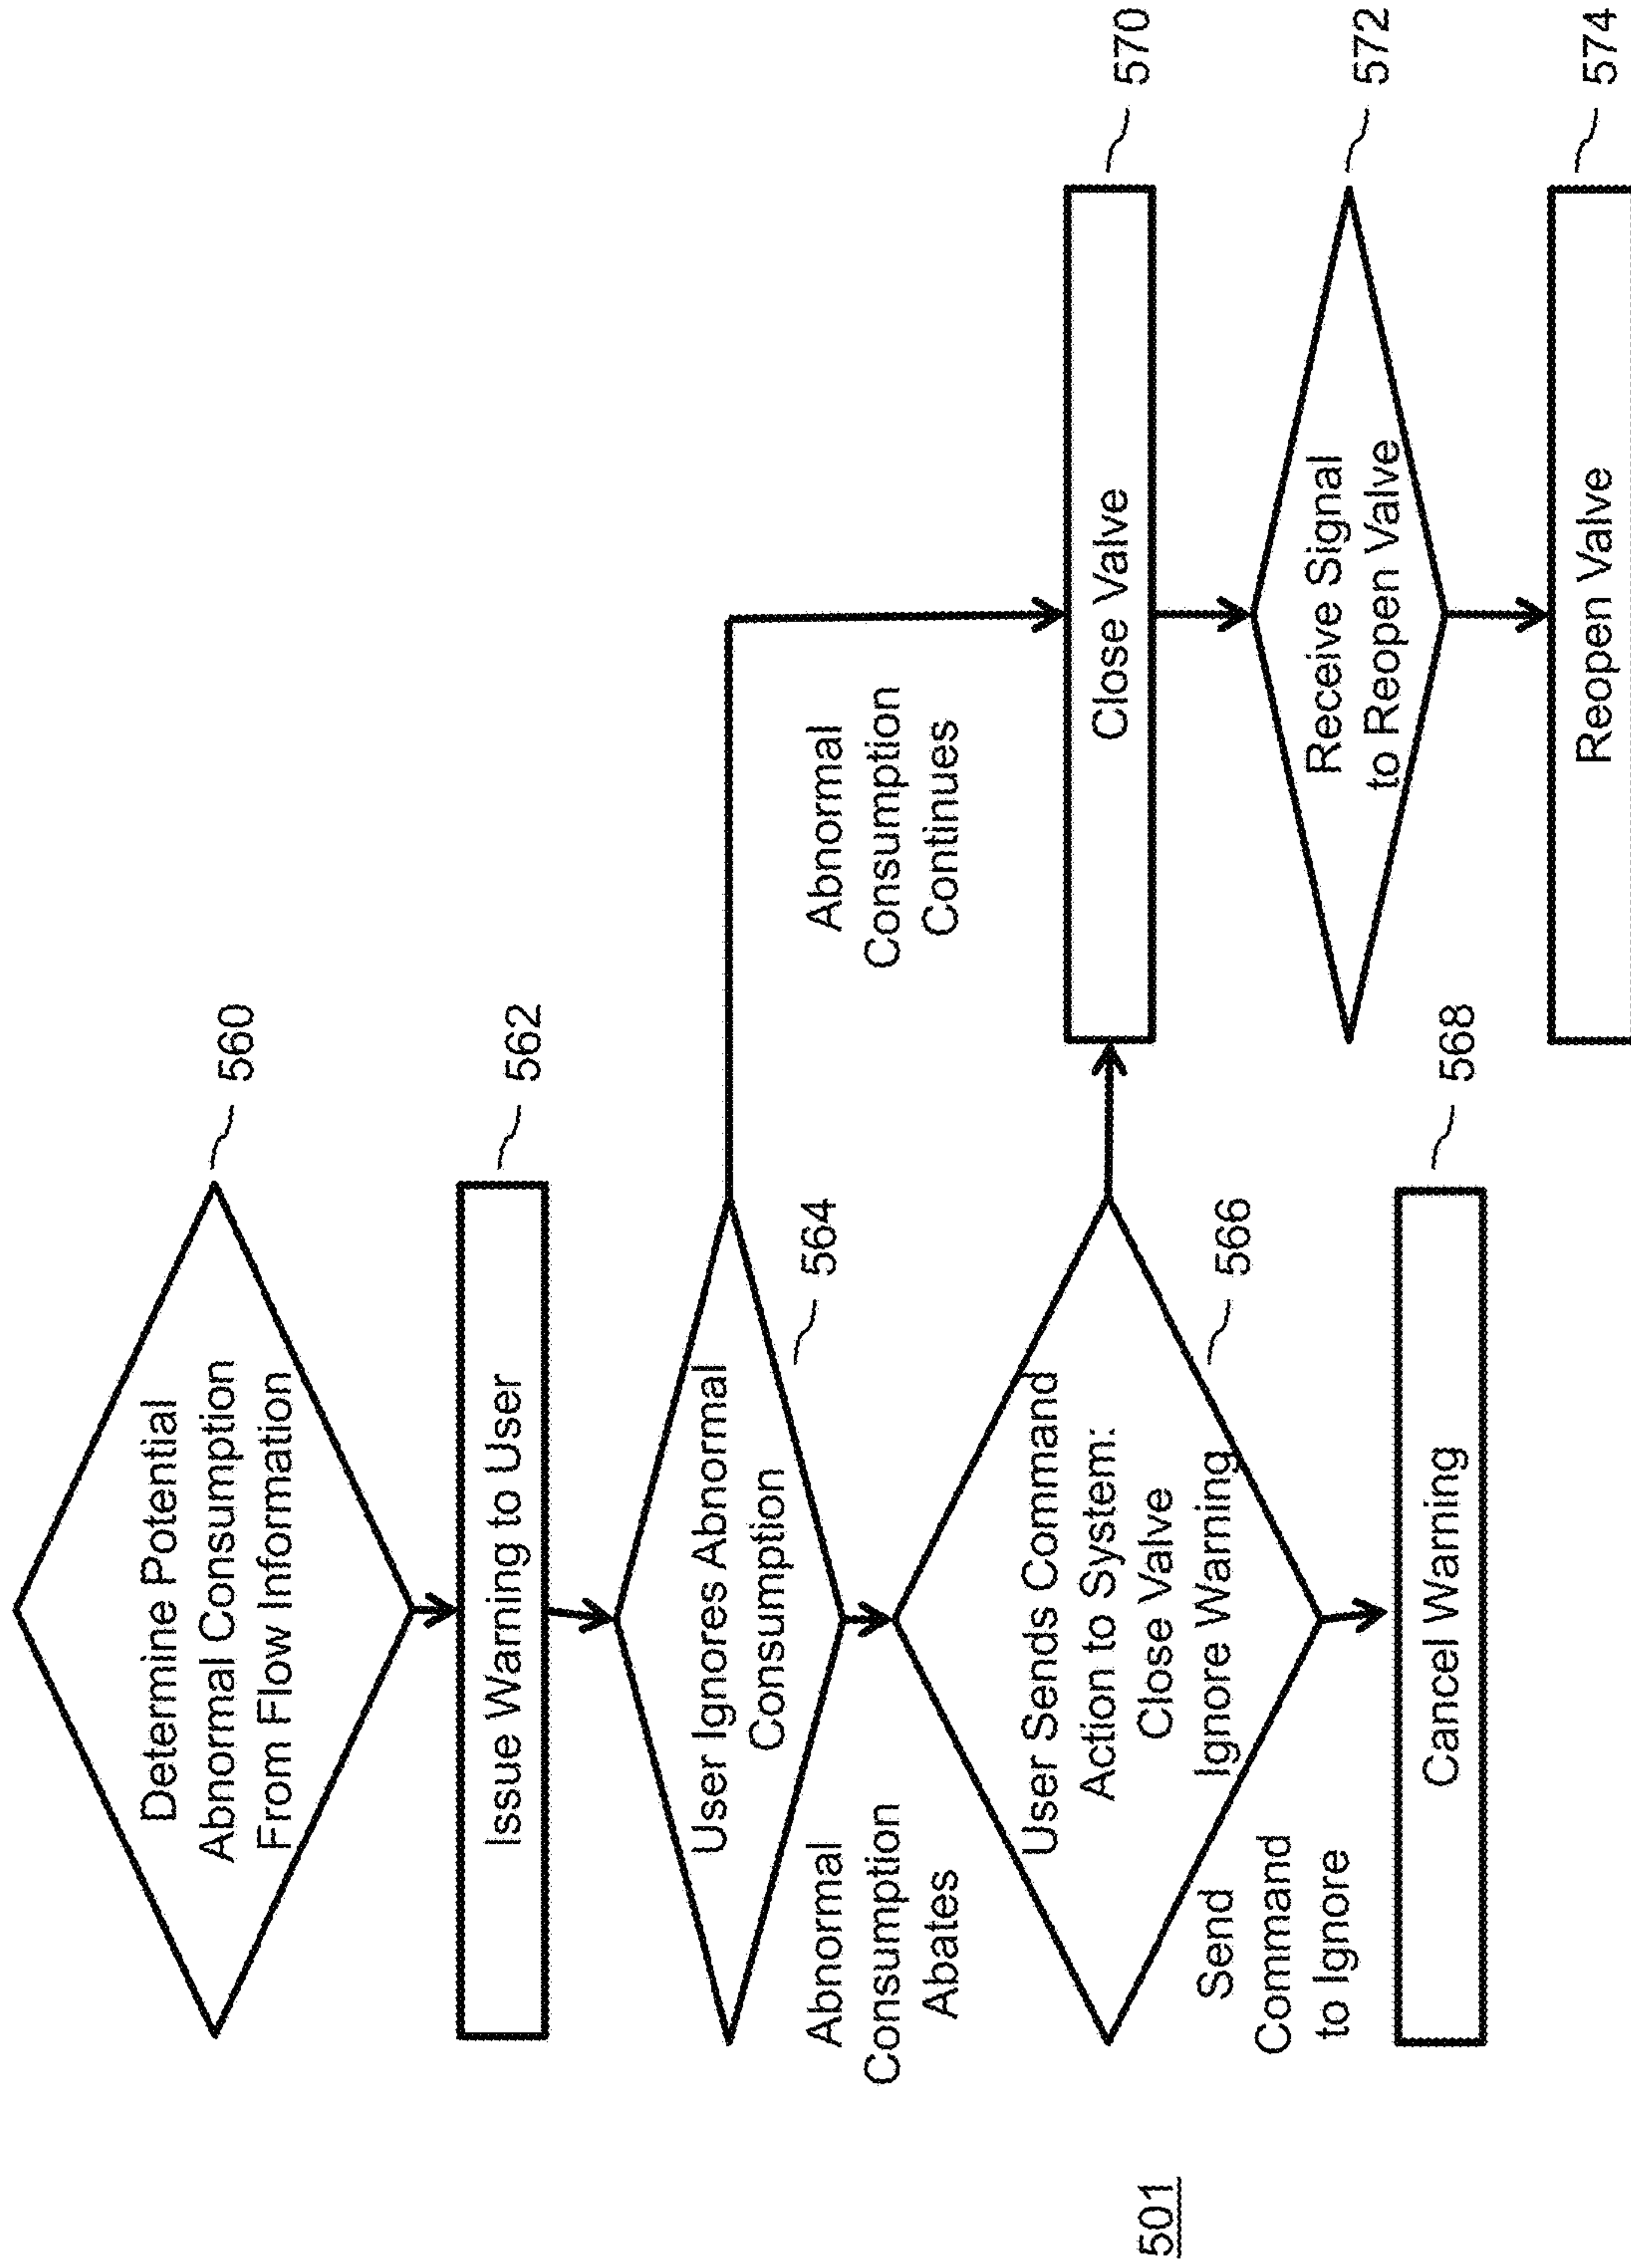 Determine Potential
Abnormal Consumption
From Flow Information
560
Issue Warning to User
562
User Ignores Abnormal
Consumption
564
Abnormal
Consumption
Abates
Abnormal
Consumption
Continues
User Sends Command
Action to System:
Close Valve
Ignore Warning
566
Send
Command
to Ignore
Cancel Warning
568
Close Valve
570
Receive Signal
to Reopen Valve
572
Reopen Valve
574
501